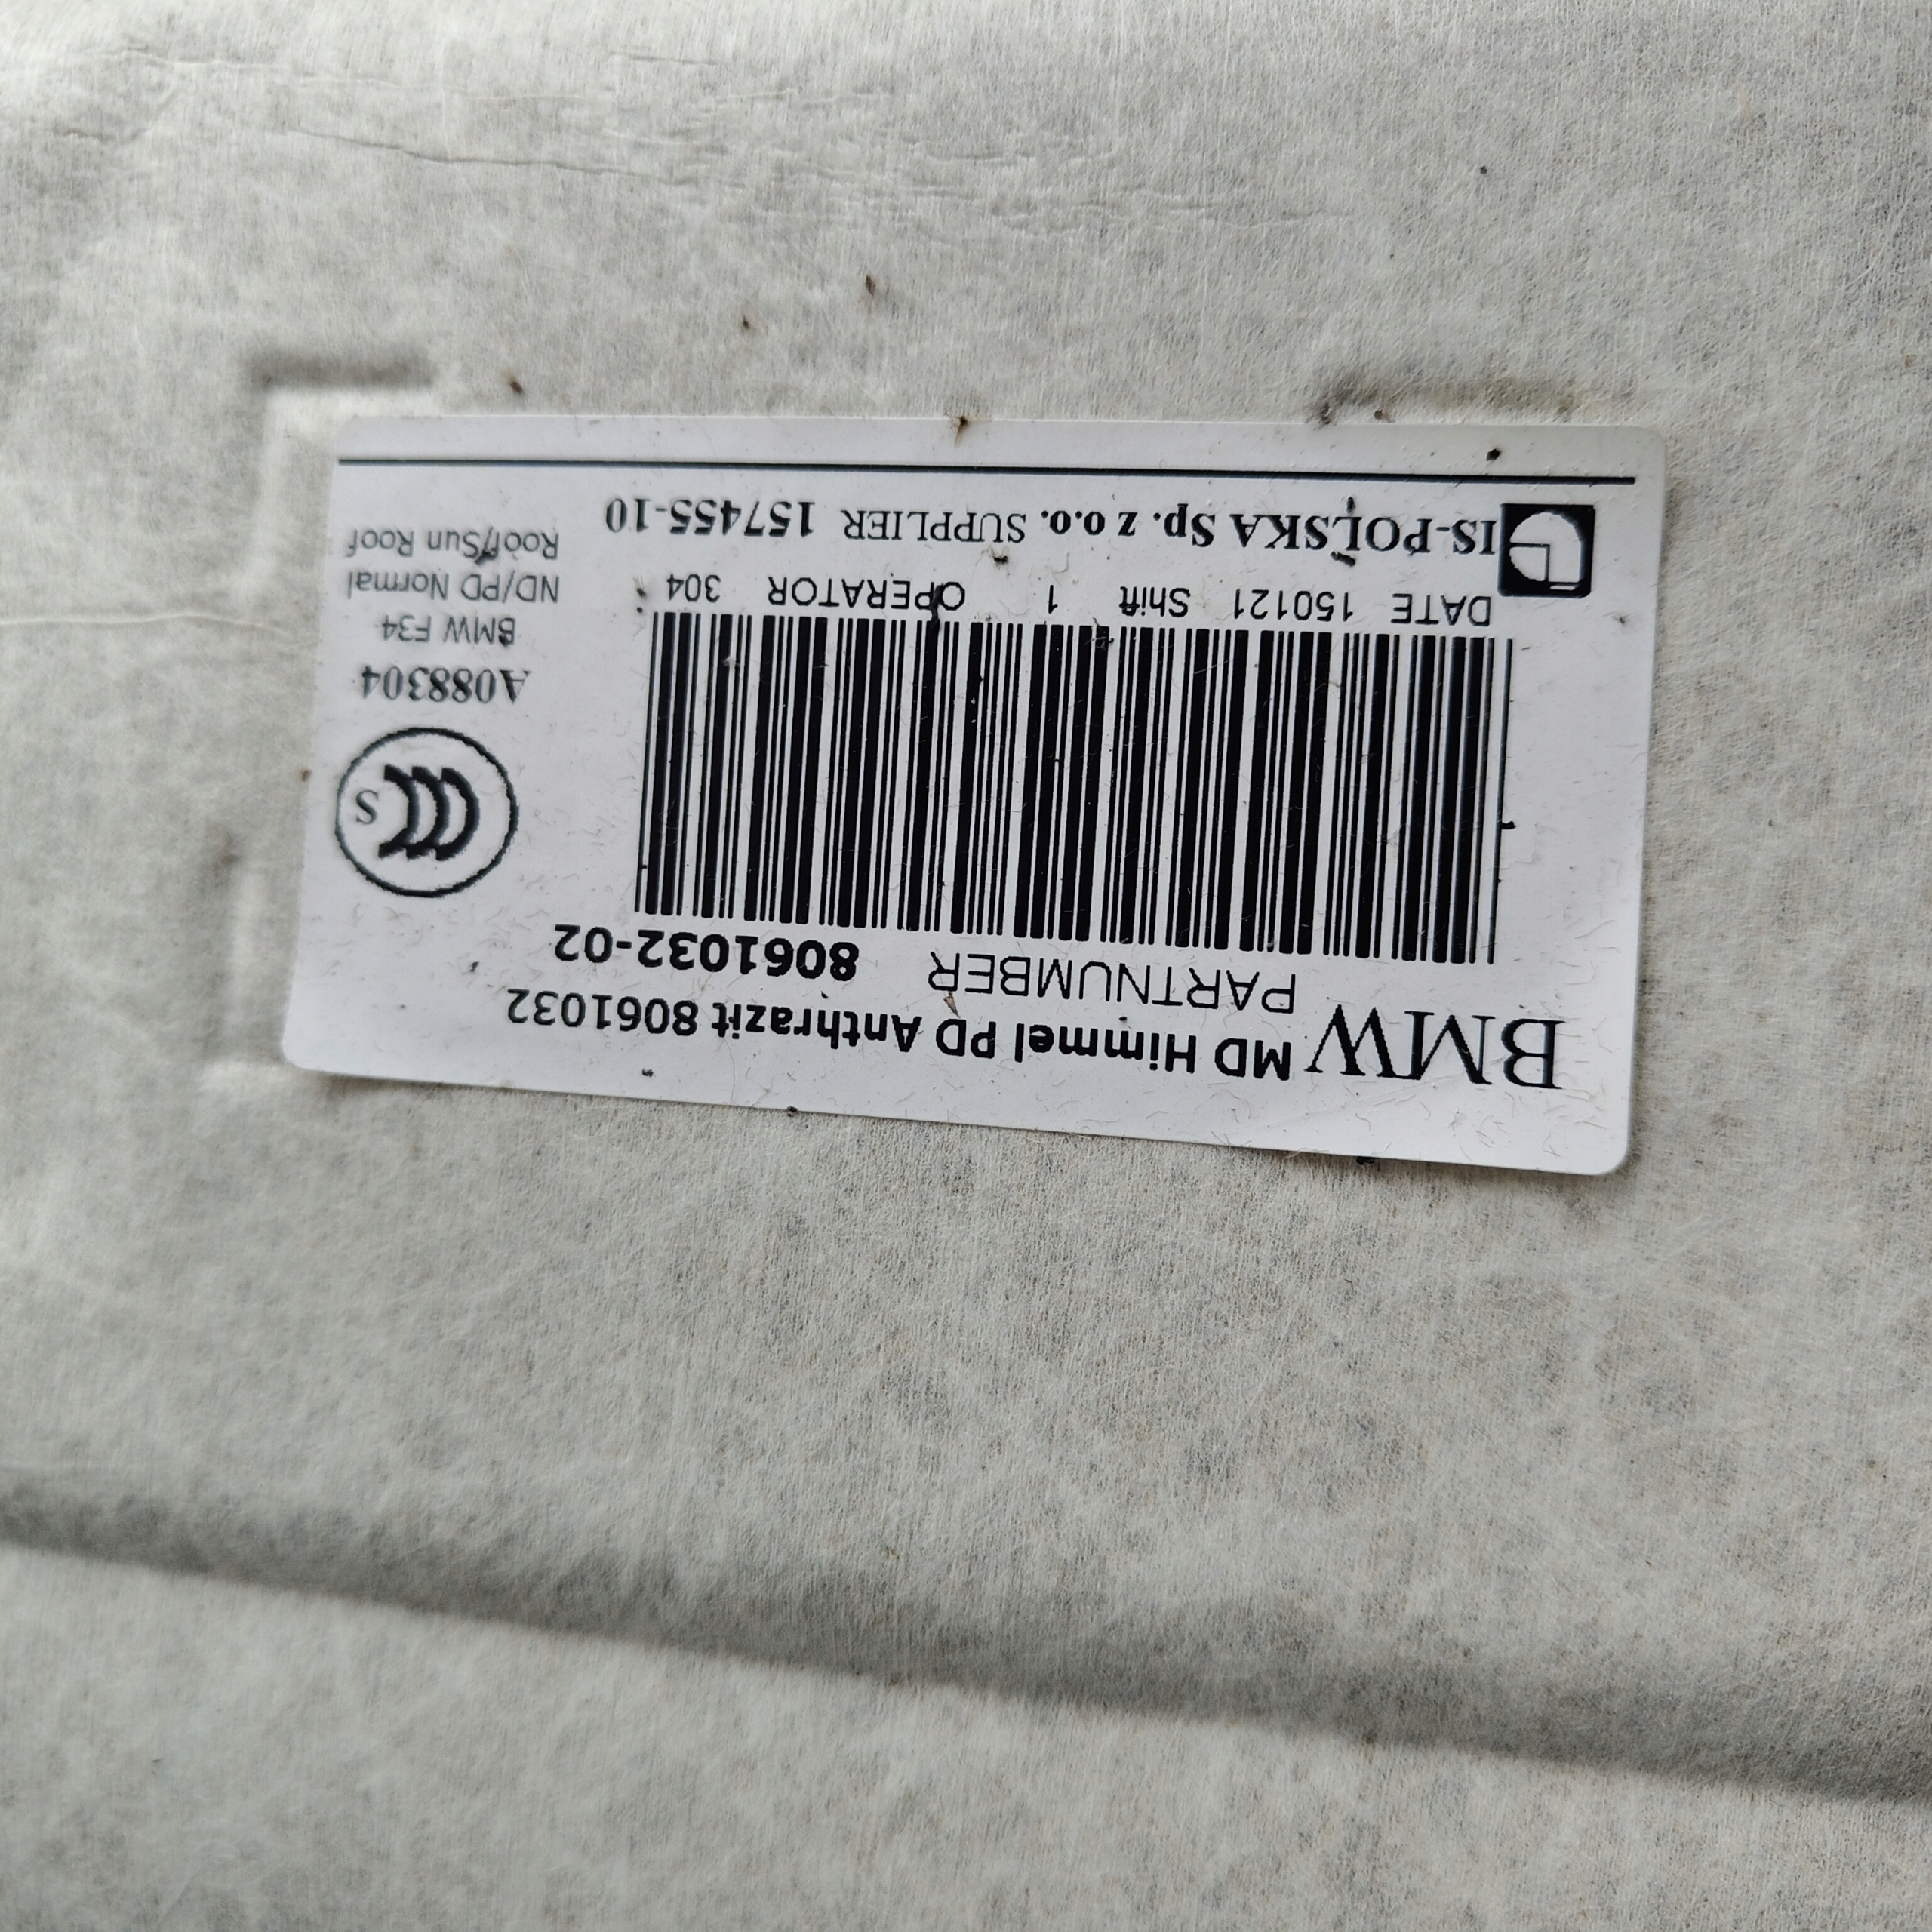 BMW MD Himmel PD Anthrazit 8061032
PARTNUMBER 8061032-02
CCC S
A088304
BMW F34
ND/PD Normal
Roof/Sun Roof
DATE 150121 Shift 1 OPERATOR 304
IS-POLSKA Sp. z o.o. SUPPLIER 157455-10